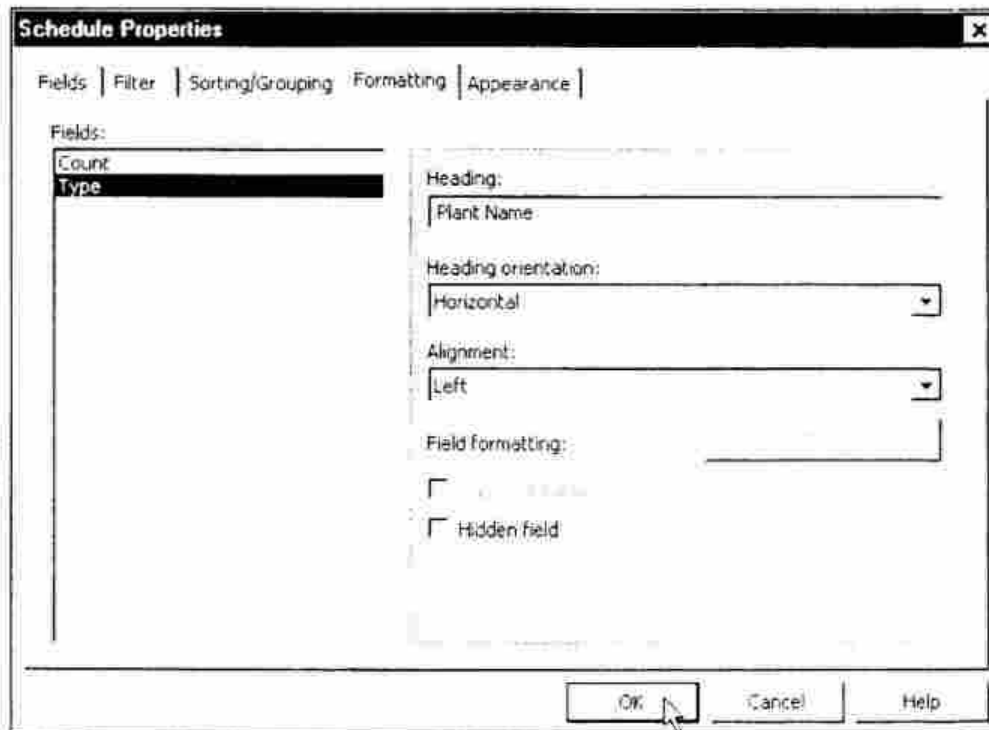 Schedule Properties
Fields Filter Sorting/Grouping Formatting Appearance
Fields:
Count
Type
Heading:
Plant Name
Heading orientation:
Horizontal
Alignment:
Left
Field formatting:
Hidden field
OK Cancel Help